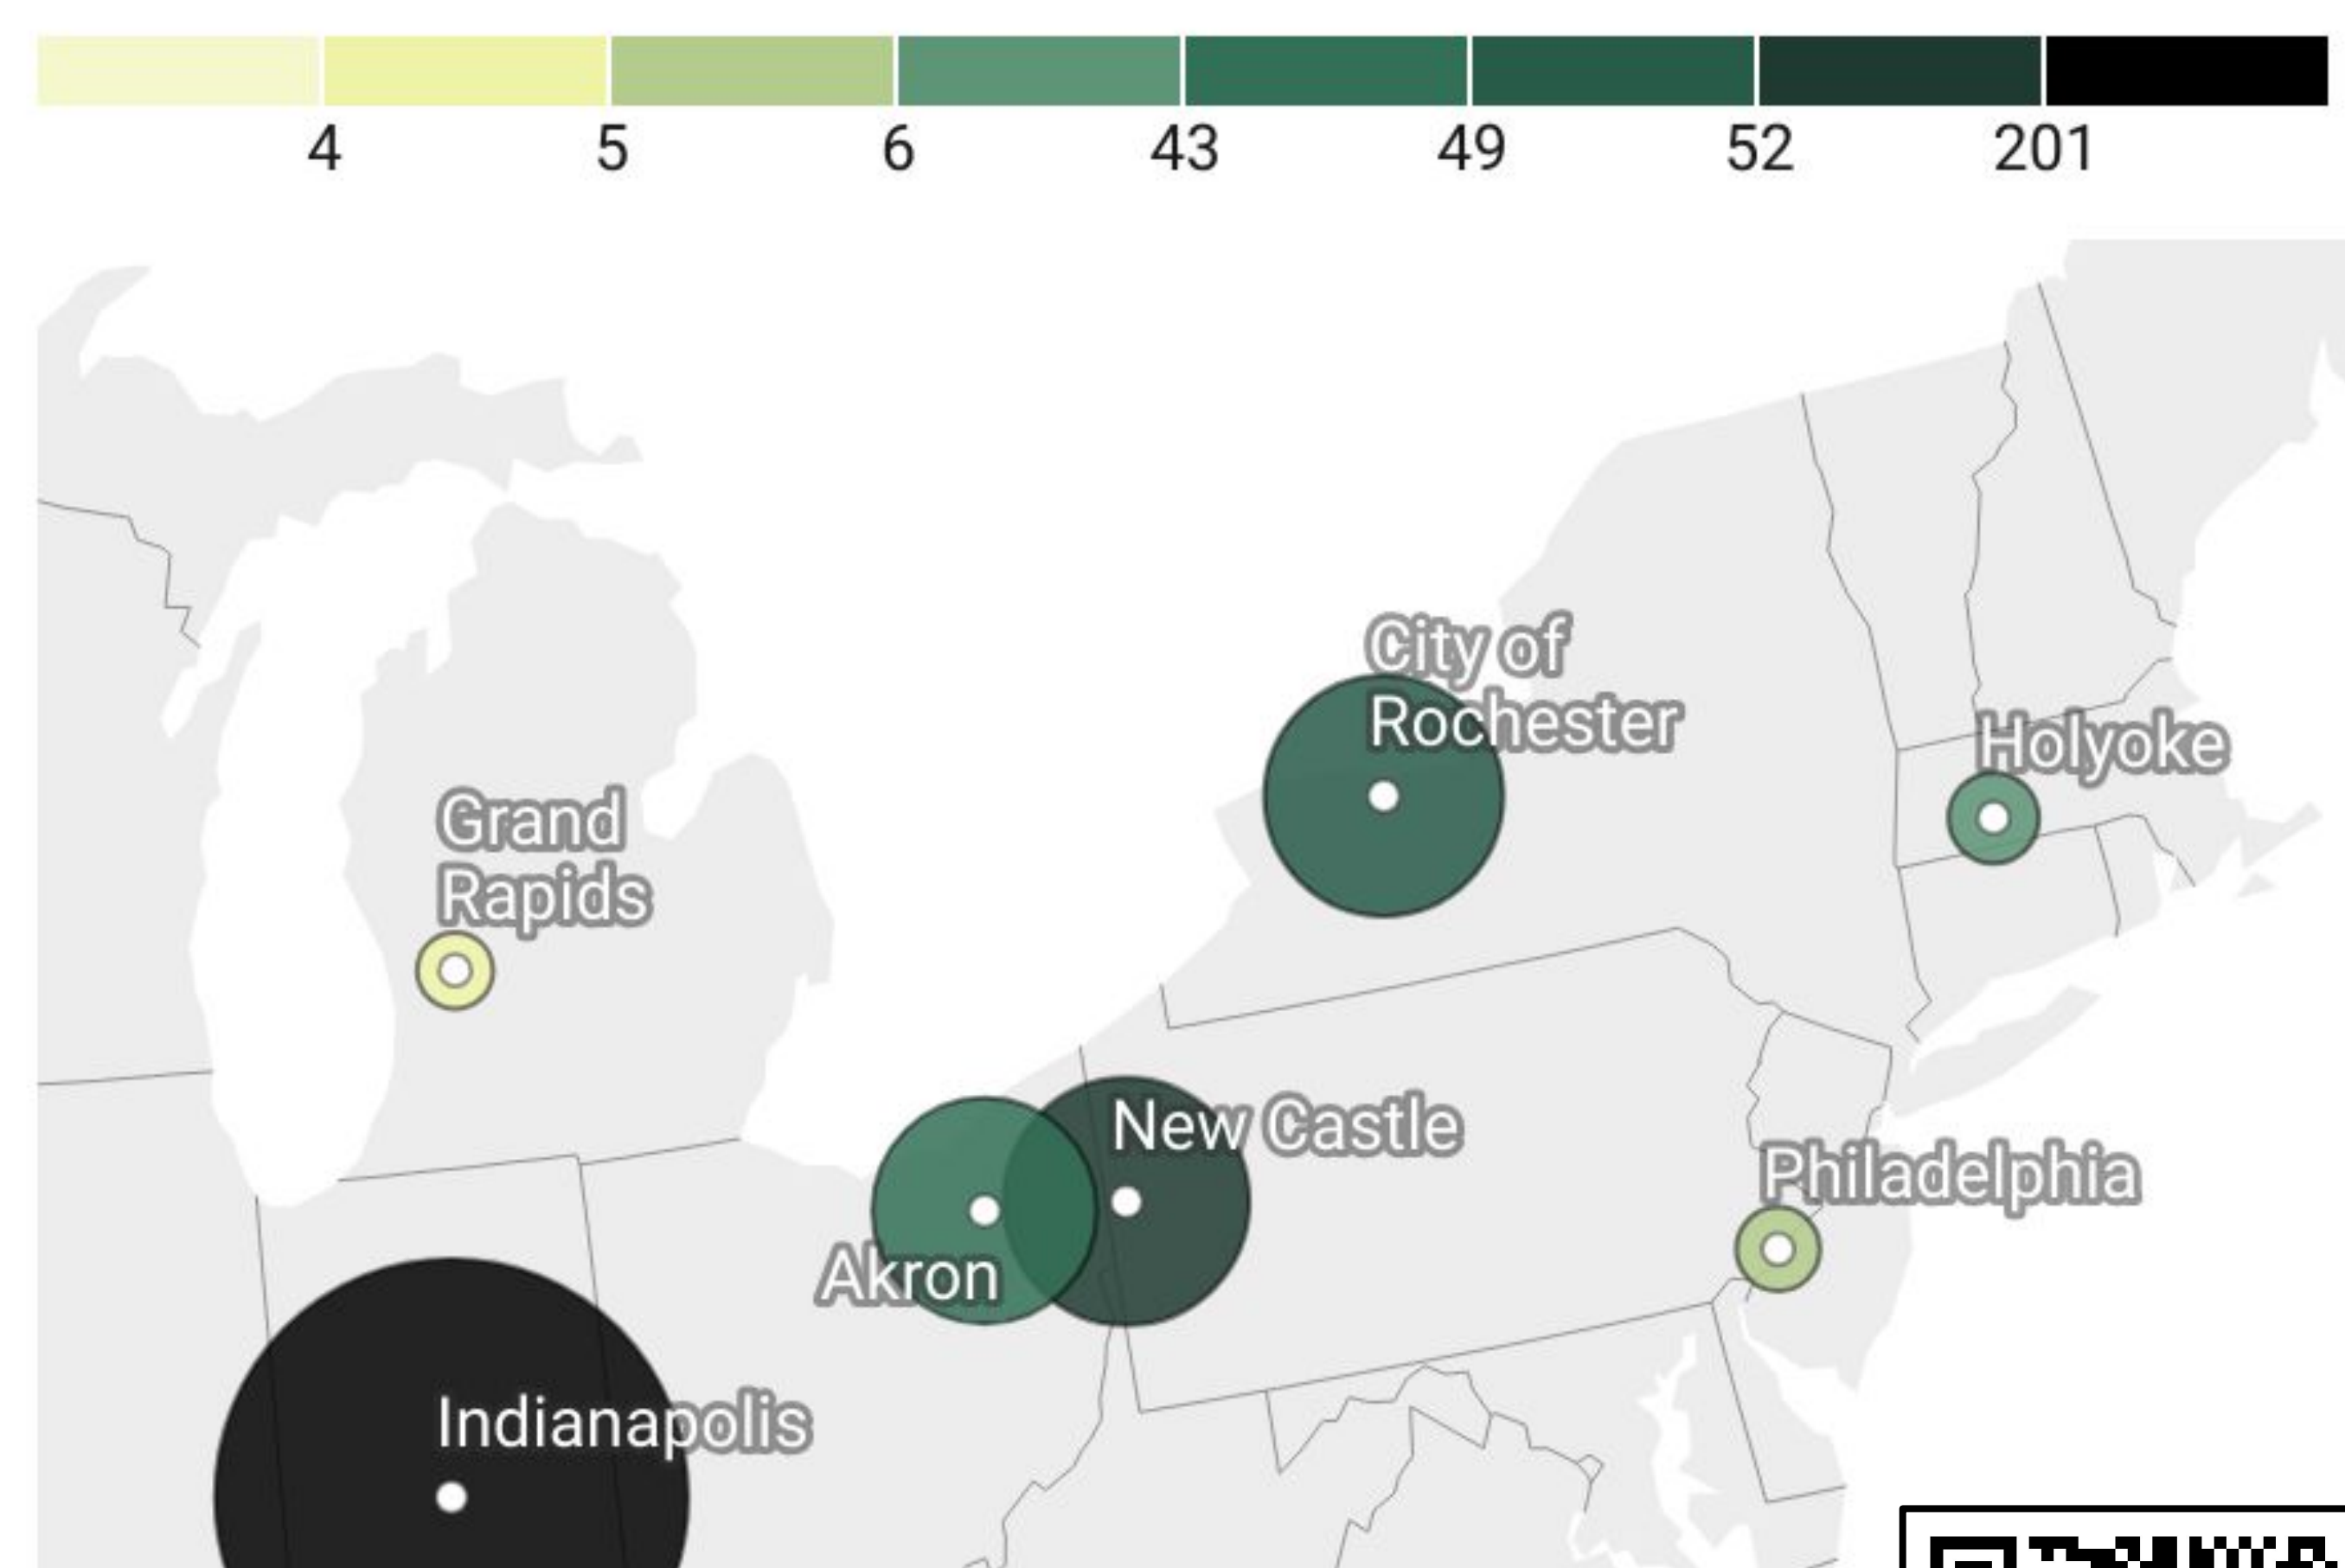 4 5 6 43 49 52 201
City of
Rochester
Holyoke
Grand
Rapids
New Castle
Philadelphia
Akron
Indianapolis